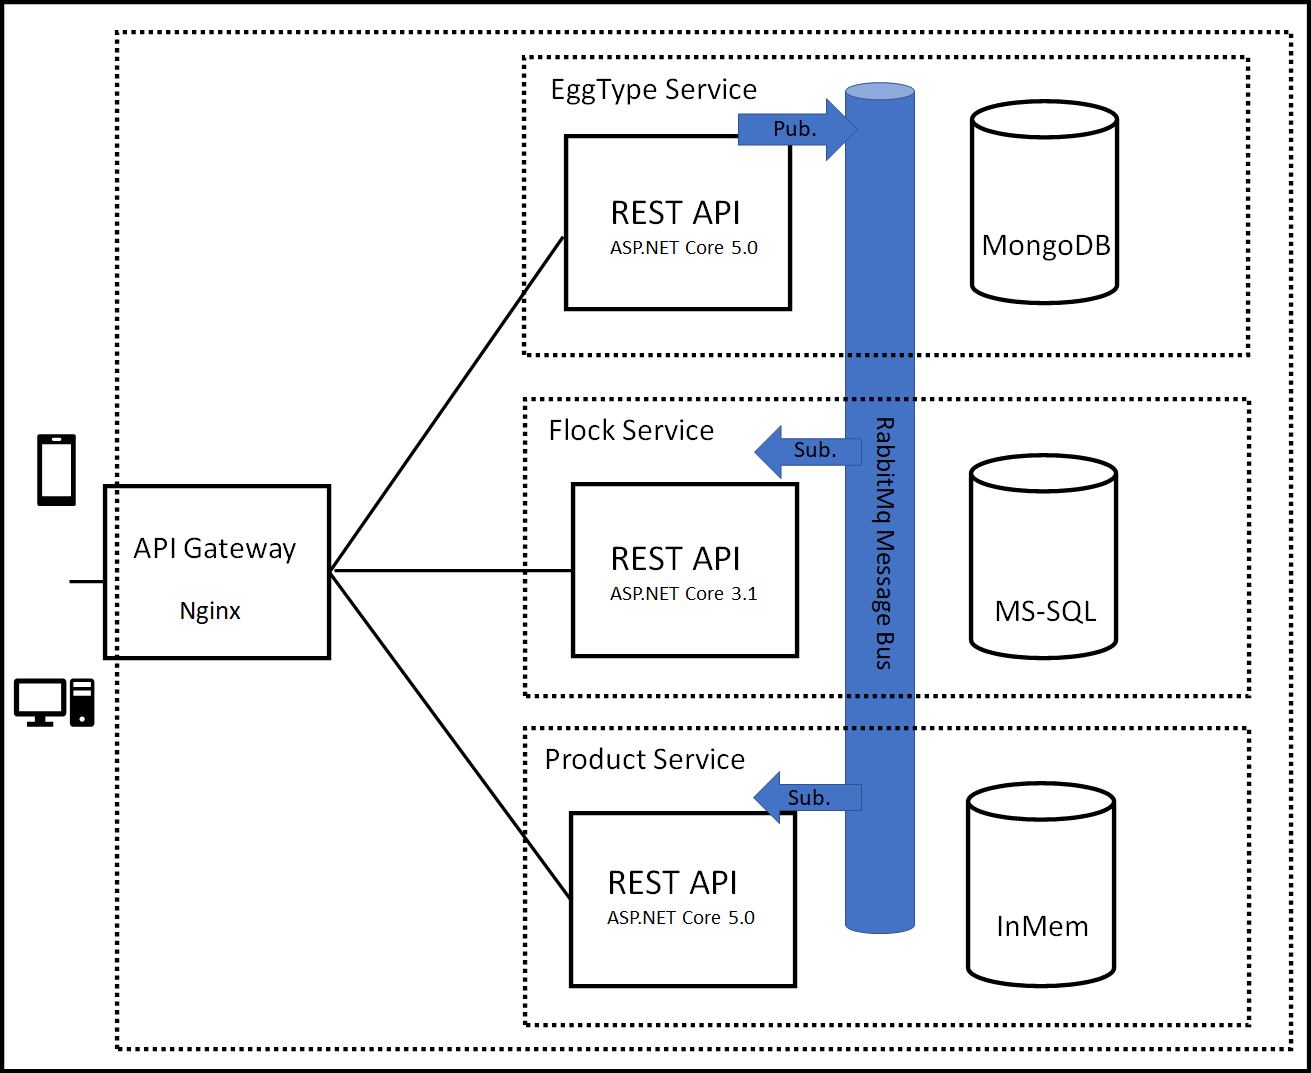 EggType Service
Pub.
REST API
ASP.NET Core 5.0
MongoDB
Flock Service
Sub.
REST API
ASP.NET Core 3.1
RabbitMq Message Bus
MS-SQL
API Gateway
Nginx
Product Service
Sub.
REST API
ASP.NET Core 5.0
InMem